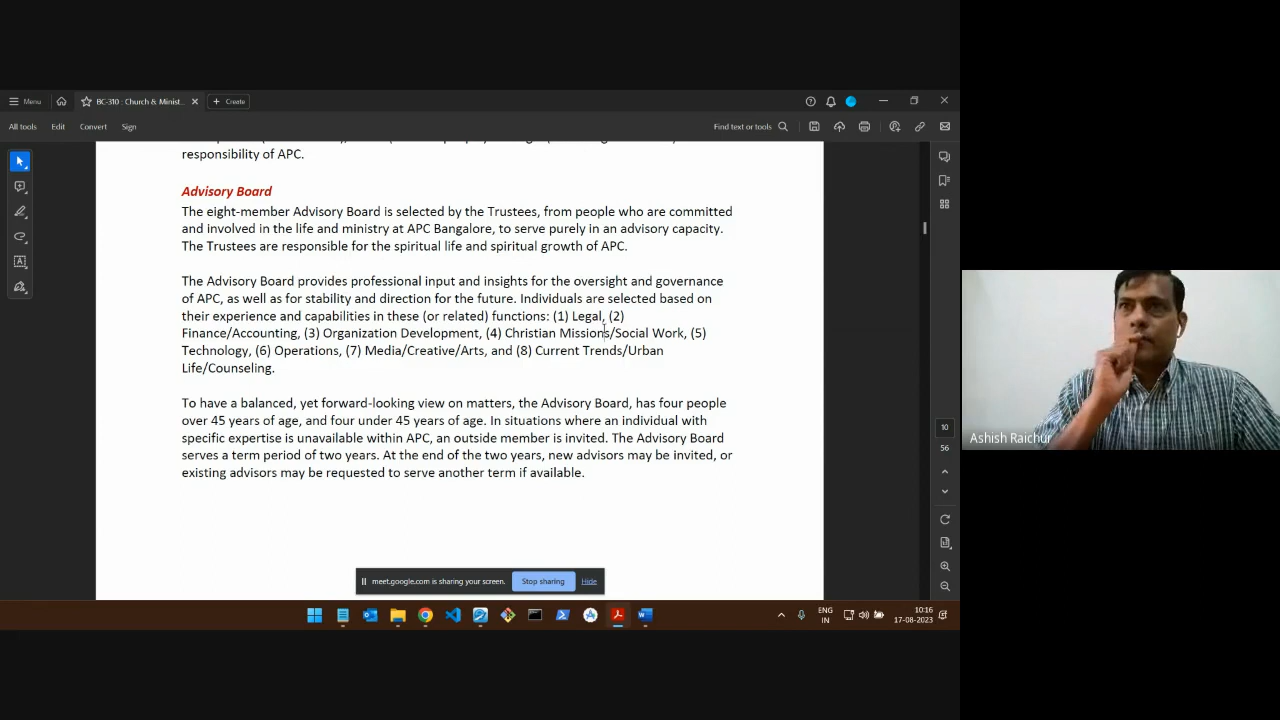 Menu
BC-310 : Church & Minist...
Create
All tools
Edit
Convert
Sign
Find text or tools
responsibility of APC.
Advisory Board
The eight-member Advisory Board is selected by the Trustees, from people who are committed
and involved in the life and ministry at APC Bangalore, to serve purely in an advisory capacity.
The Trustees are responsible for the spiritual life and spiritual growth of APC.
The Advisory Board provides professional input and insights for the oversight and governance
of APC, as well as for stability and direction for the future. Individuals are selected based on
their experience and capabilities in these (or related) functions: (1) Legal, (2)
Finance/Accounting, (3) Organization Development, (4) Christian Missions/Social Work, (5)
Technology, (6) Operations, (7) Media/Creative/Arts, and (8) Current Trends/Urban
Life/Counseling.
To have a balanced, yet forward-looking view on matters, the Advisory Board, has four people
over 45 years of age, and four under 45 years of age. In situations where an individual with
specific expertise is unavailable within APC, an outside member is invited. The Advisory Board
serves a term period of two years. At the end of the two years, new advisors may be invited, or
existing advisors may be requested to serve another term if available.
10
56
meet.google.com is sharing your screen.
Stop sharing
Hide
ENG
IN
10:16
17-08-2023
Ashish Raichur